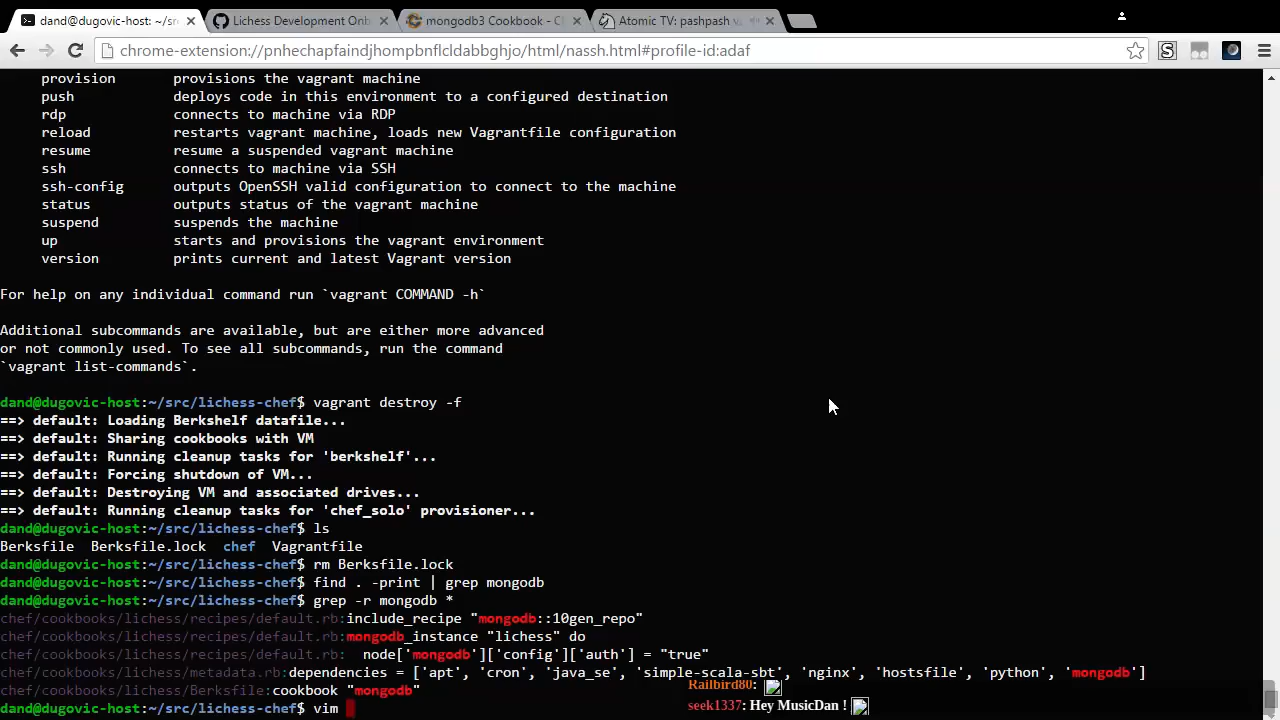 dand@dugovic-host: ~/sr
Lichess Development Onb
mongodb3 Cookbook - C
Atomic TV: pashpash v
chrome-extension://pnhechapfaindjhompbnflcldabbghjo/html/nassh.html#profile-id:adaf
provision provisions the vagrant machine
push deploys code in this environment to a configured destination
rdp connects to machine via RDP
reload restarts vagrant machine, loads new Vagrantfile configuration
resume resume a suspended vagrant machine
ssh connects to machine via SSH
ssh-config outputs OpenSSH valid configuration to connect to the machine
status outputs status of the vagrant machine
suspend suspends the machine
up starts and provisions the vagrant environment
version prints current and latest Vagrant version
For help on any individual command run `vagrant COMMAND -h`
Additional subcommands are available, but are either more advanced
or not commonly used. To see all subcommands, run the command
`vagrant list-commands`.
dand@dugovic-host:~/src/lichess-chef$ vagrant destroy -f
==> default: Loading Berkshelf datafile...
==> default: Sharing cookbooks with VM
==> default: Running cleanup tasks for 'berkshelf'...
==> default: Forcing shutdown of VM...
==> default: Destroying VM and associated drives...
==> default: Running cleanup tasks for 'chef_solo' provisioner...
dand@dugovic-host:~/src/lichess-chef$ ls
Berksfile Berksfile.lock chef Vagrantfile
dand@dugovic-host:~/src/lichess-chef$ rm Berksfile.lock
dand@dugovic-host:~/src/lichess-chef$ find . -print | grep mongodb
dand@dugovic-host:~/src/lichess-chef$ grep -r mongodb *
chef/cookbooks/lichess/recipes/default.rb:include_recipe "mongodb::10gen_repo"
chef/cookbooks/lichess/recipes/default.rb:mongodb_instance "lichess" do
chef/cookbooks/lichess/recipes/default.rb: node['mongodb']['config']['auth'] = "true"
chef/cookbooks/lichess/metadata.rb:dependencies = ['apt', 'cron', 'java_se', 'simple-scala-sbt', 'nginx', 'hostsfile', 'python', 'mongodb']
chef/cookbooks/lichess/Berksfile:cookbook "mongodb"
Railbird80:
dand@dugovic-host:~/src/lichess-chef$ vim
seek1337: Hey MusicDan !